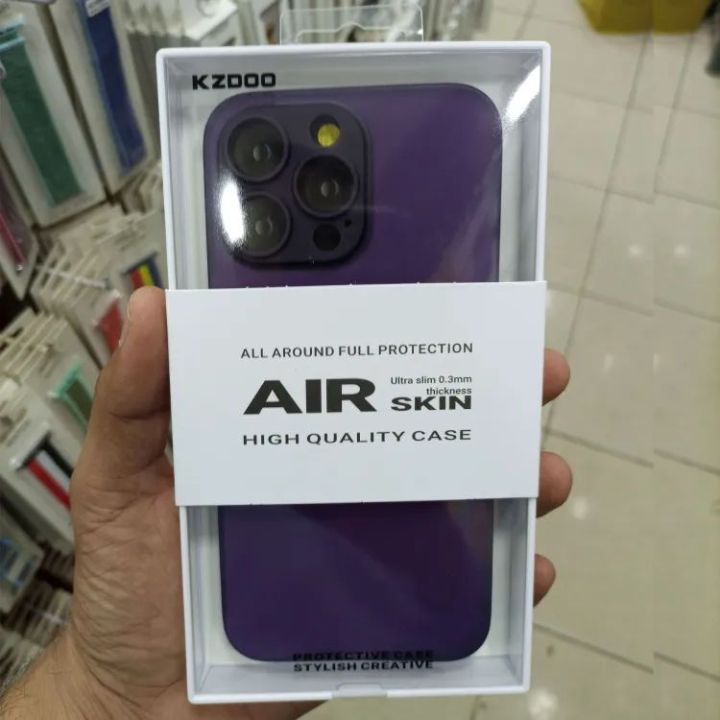 KZDOO
ALL AROUND FULL PROTECTION
AIR Ultra slim 0.3mm
thickness
SKIN
HIGH QUALITY CASE
PROTECTIVE CASE
STYLISH CREATIVE